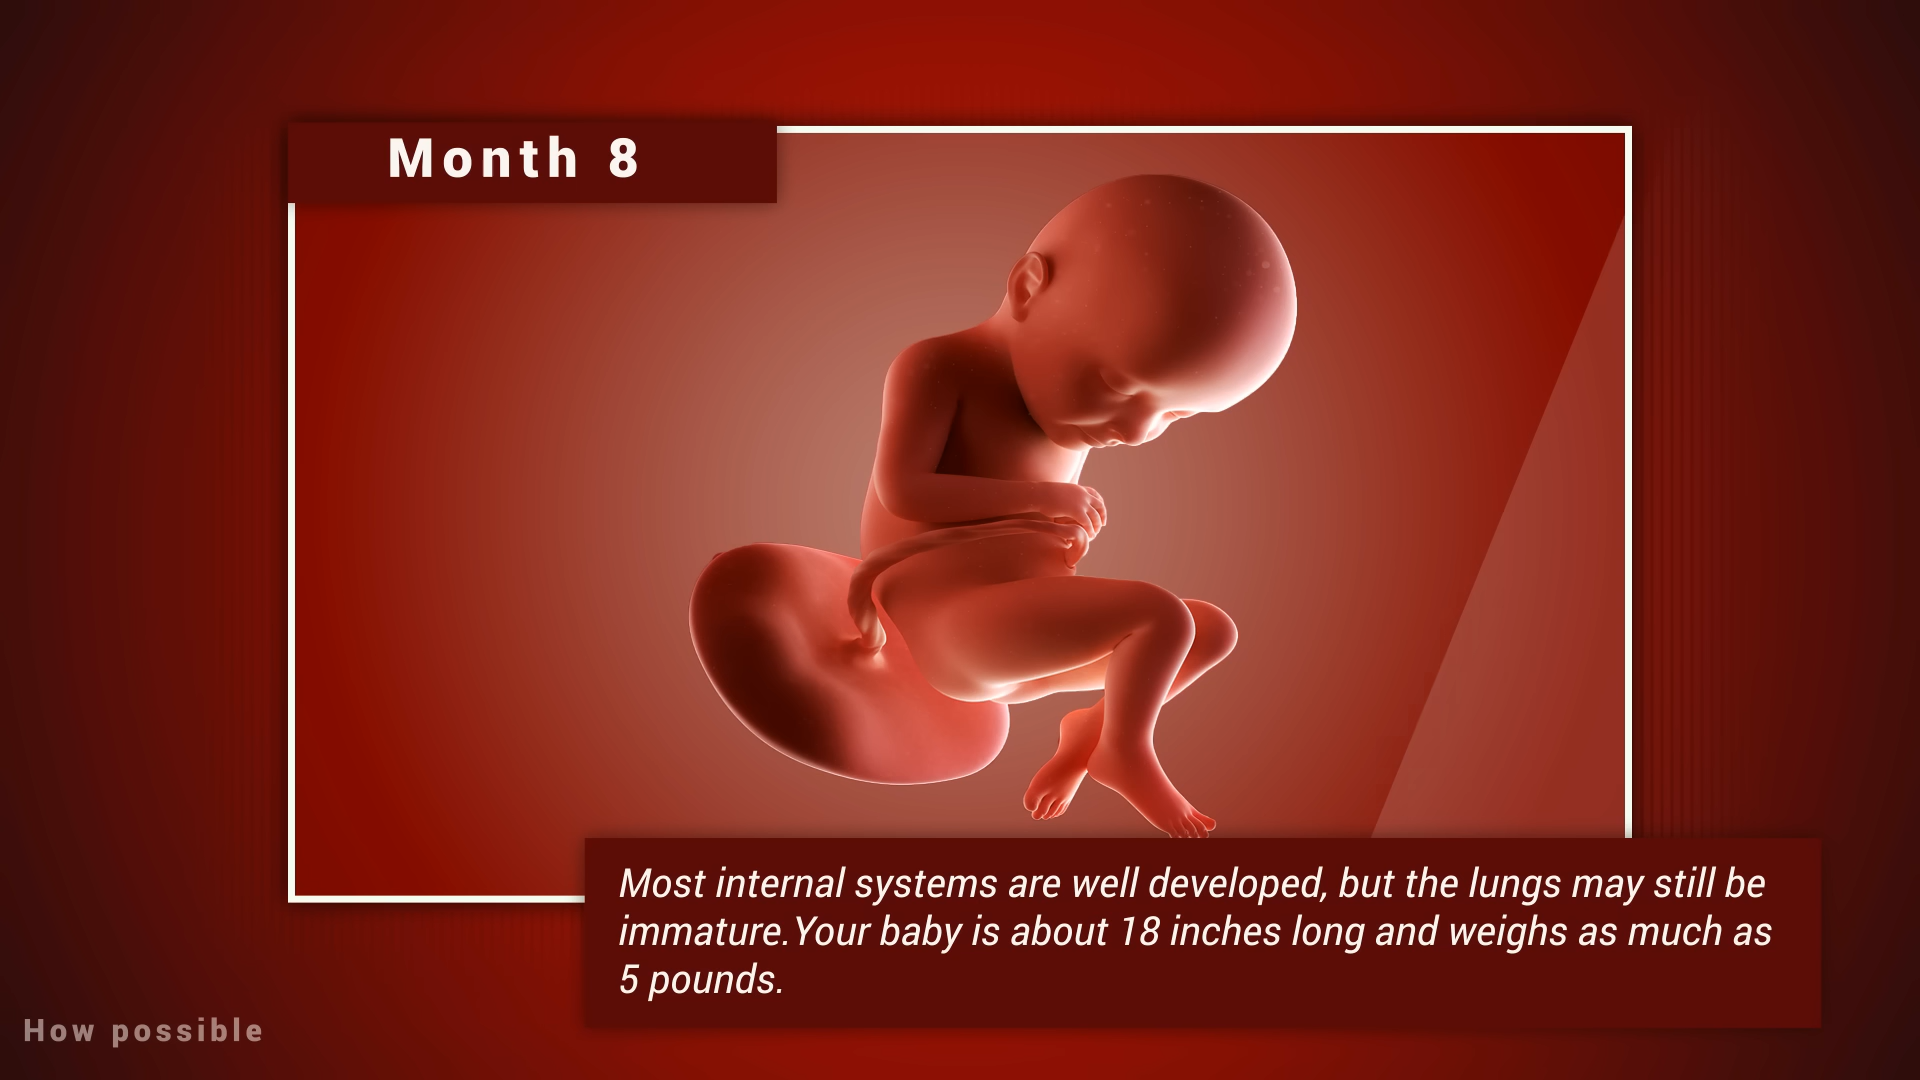 Month 8
Most internal systems are well developed, but the lungs may still be
immature.Your baby is about 18 inches long and weighs as much as
5 pounds.
How possible